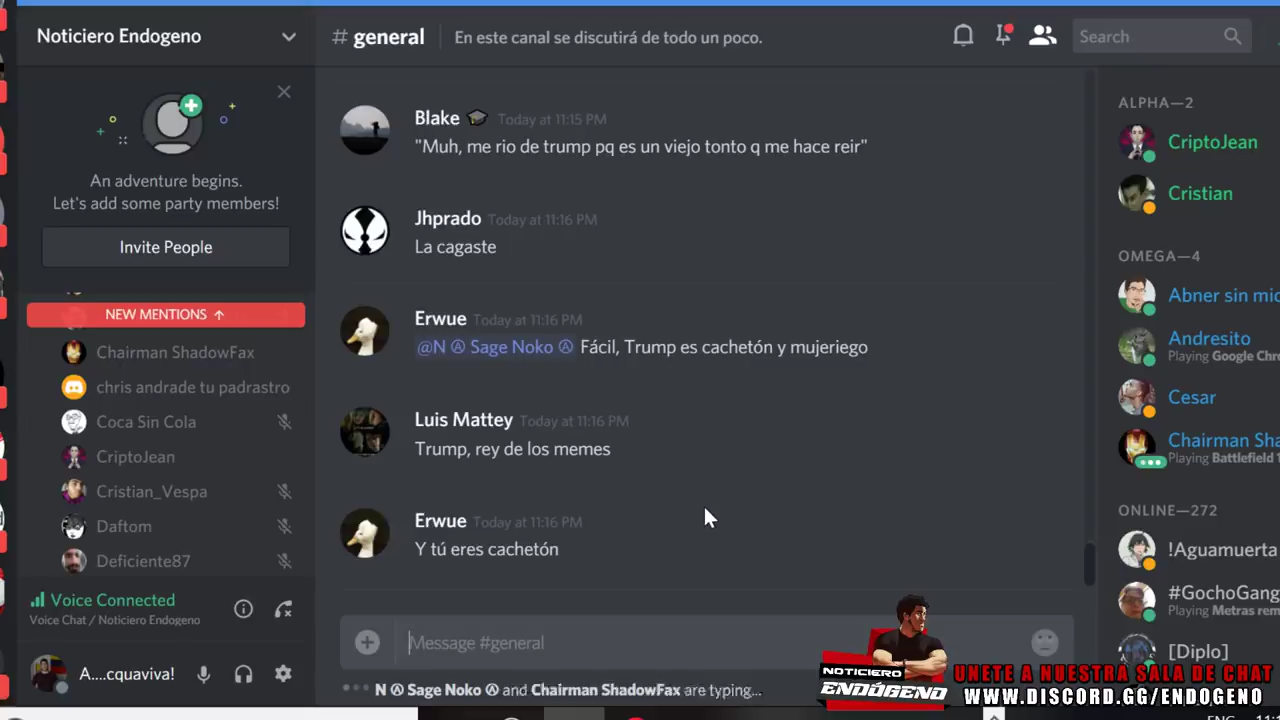 Noticiero Endogeno
# general
En este canal se discutirá de todo un poco.
Search
An adventure begins.
Let's add some party members!
Invite People
NEW MENTIONS ↑
Chairman ShadowFax
chris andrade tu padrastro
Coca Sin Cola
CriptoJean
Cristian_Vespa
Daftom
Deficiente87
Voice Connected
Voice Chat / Noticiero Endogeno
A....cquaviva!
Blake 🎓 Today at 11:15 PM
"Muh, me rio de trump pq es un viejo tonto q me hace reir"
Jhprado Today at 11:16 PM
La cagaste
Erwue Today at 11:16 PM
@N Ⓐ Sage Noko Ⓐ Fácil, Trump es cachetón y mujeriego
Luis Mattey Today at 11:16 PM
Trump, rey de los memes
Erwue Today at 11:16 PM
Y tú eres cachetón
Message #general
N Ⓐ Sage Noko Ⓐ and Chairman ShadowFax are typing...
ALPHA—2
CriptoJean
Cristian
OMEGA—4
Abner sin mic
Andresito
Playing Google Chro
Cesar
Chairman Sha
Playing Battlefield 1
ONLINE—272
!Aguamuerta
#GochoGang
Playing Metras rem
[Diplo]
NOTICIERO
ENDÓGENO
UNETE A NUESTRA SALA DE CHAT
WWW.DISCORD.GG/ENDOGENO